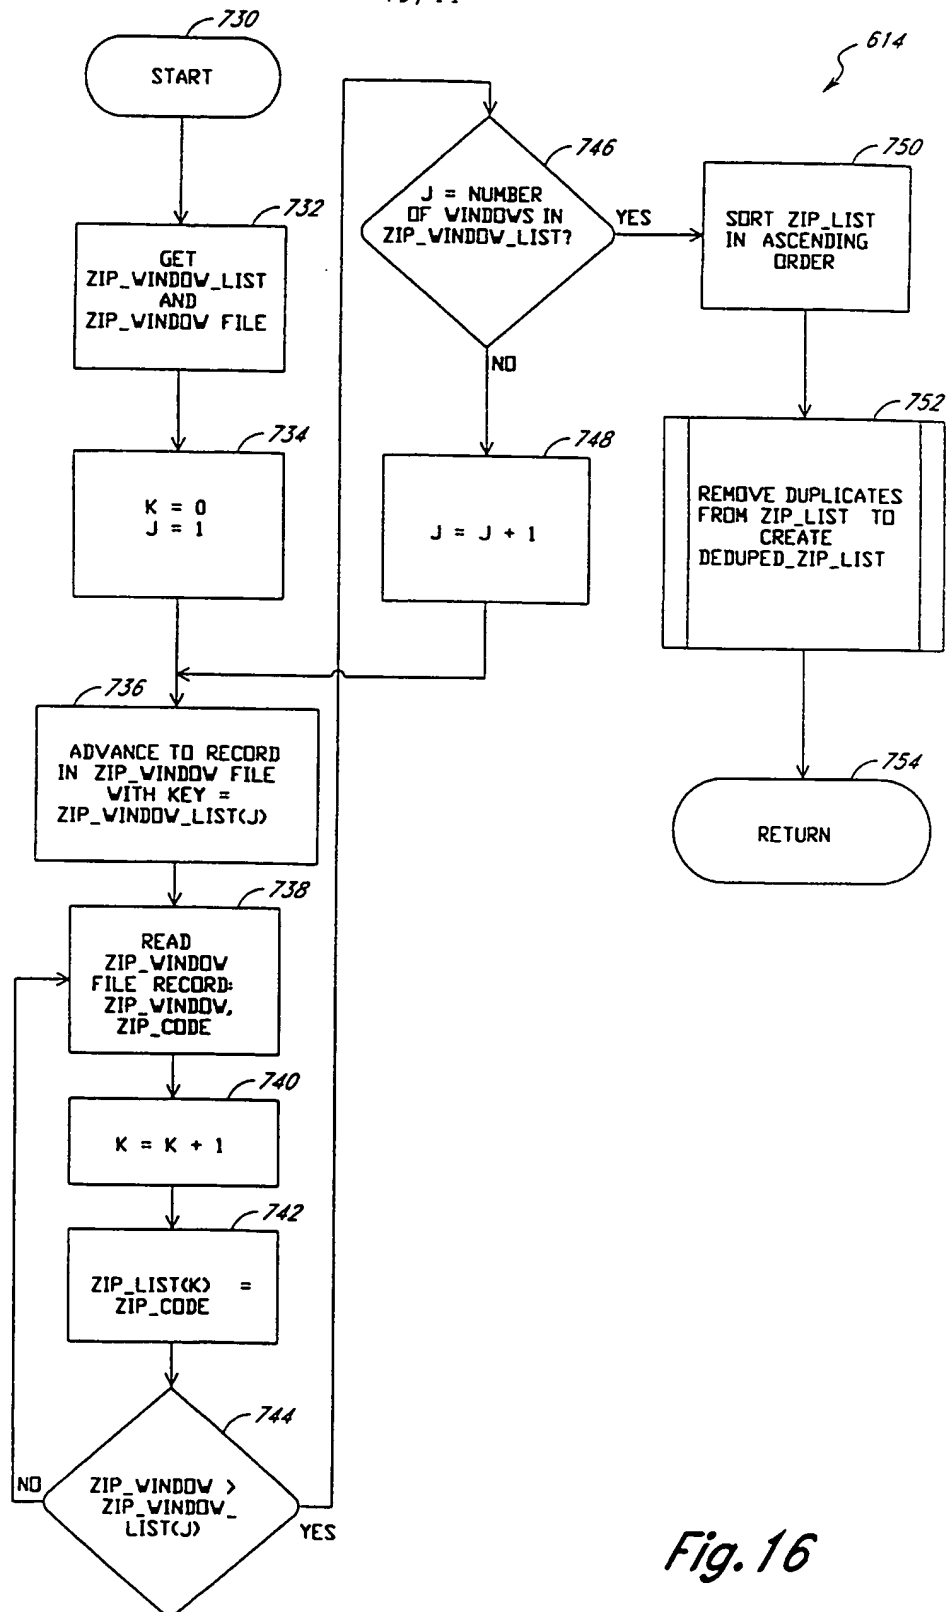 730
START
732
GET
ZIP_WINDOW_LIST
AND
ZIP_WINDOW FILE
734
K = 0
J = 1
736
ADVANCE TO RECORD
IN ZIP_WINDOW FILE
WITH KEY =
ZIP_WINDOW_LIST(J)
738
READ
ZIP_WINDOW
FILE RECORD:
ZIP_WINDOW,
ZIP_CODE
740
K = K + 1
742
ZIP_LIST(K) =
ZIP_CODE
744
ZIP_WINDOW >
ZIP_WINDOW_
LIST(J)
NO
YES
746
J = NUMBER
OF WINDOWS IN
ZIP_WINDOW_LIST?
YES
NO
748
J = J + 1
614
750
SORT ZIP_LIST
IN ASCENDING
ORDER
752
REMOVE DUPLICATES
FROM ZIP_LIST TO
CREATE
DEDUPED_ZIP_LIST
754
RETURN
Fig. 16